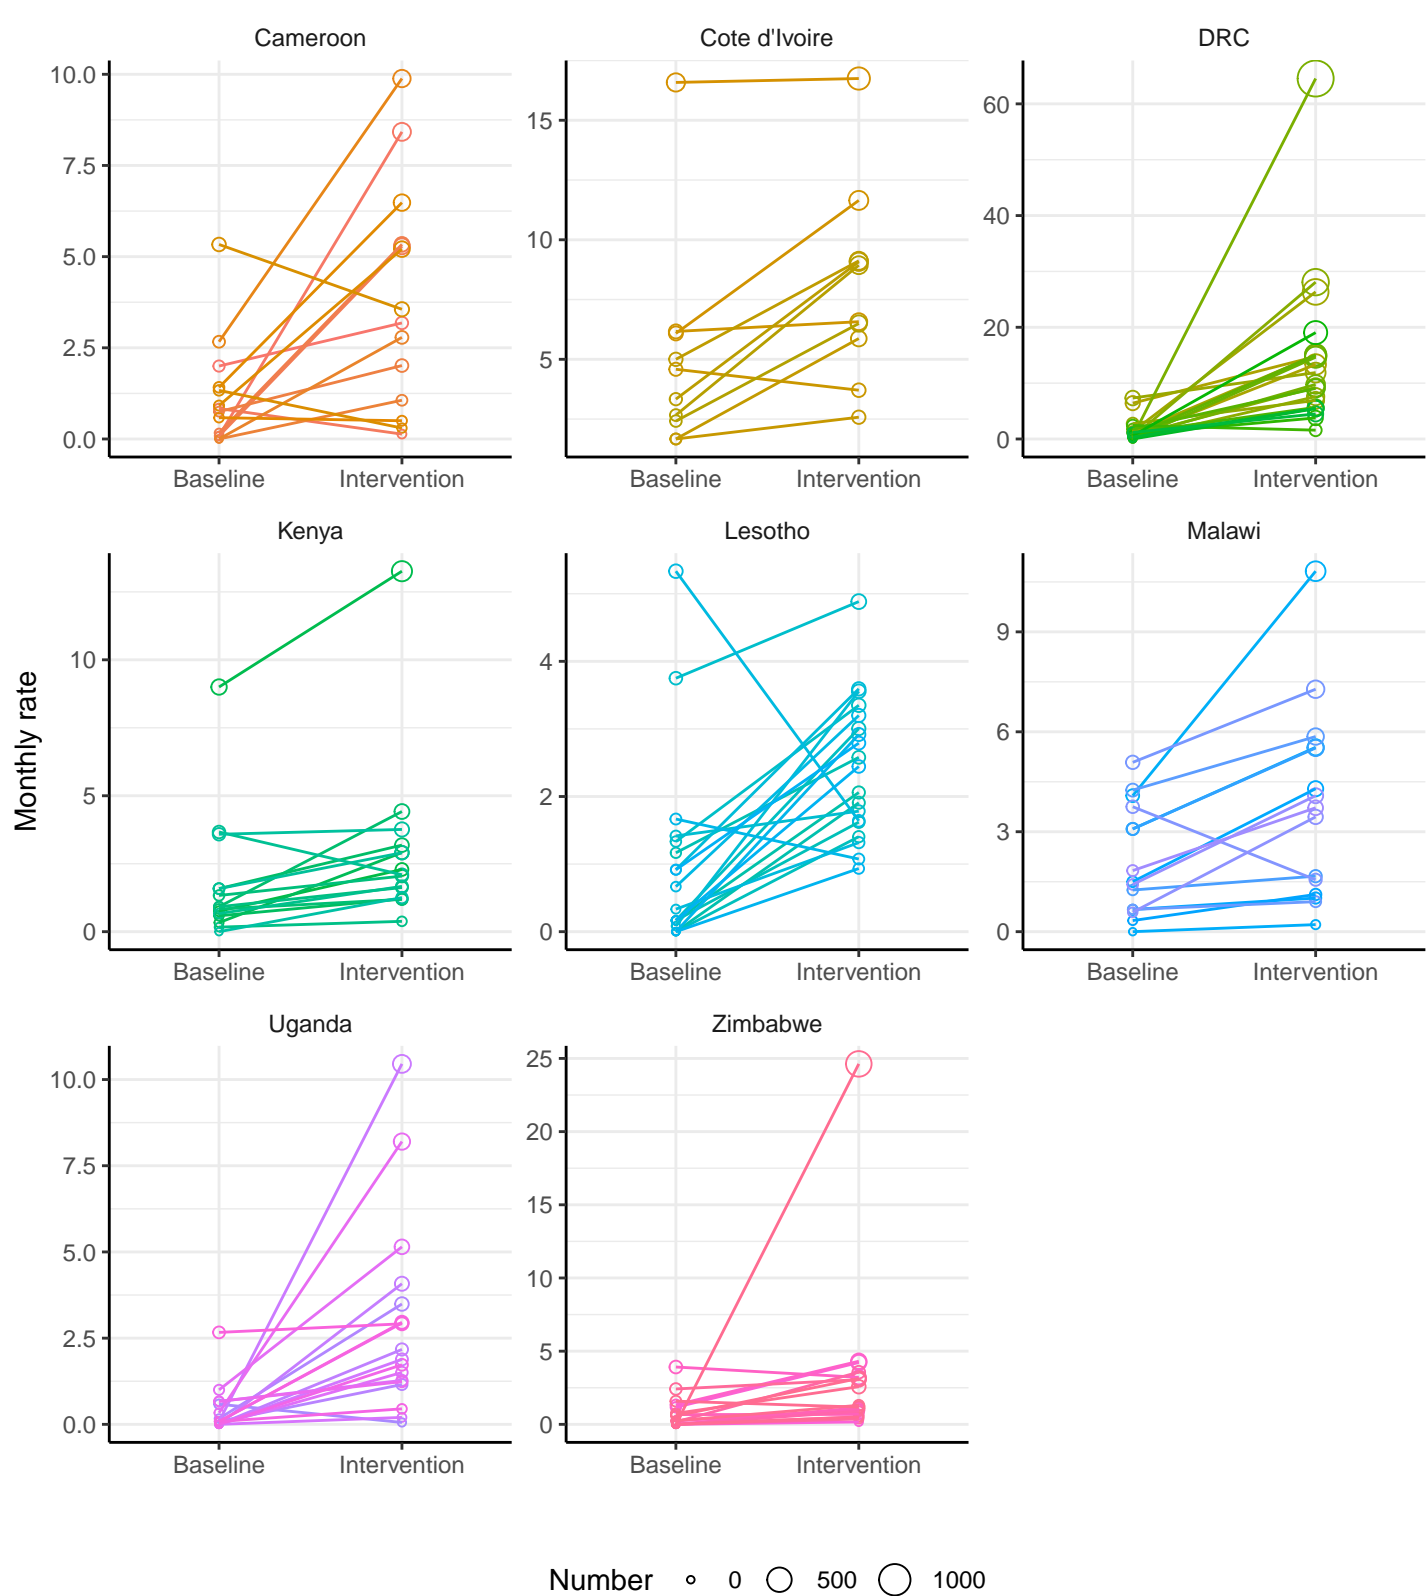 Cameroon Cote d'Ivoire DRC
10.0 15 60
7.5
5.0 10 40
2.5 5 20
0.0 0
Baseline Intervention Baseline Intervention Baseline Intervention
Kenya Lesotho Malawi
Monthly rate
10 4 9
5 2 6
3
0 0 0
Baseline Intervention Baseline Intervention Baseline Intervention
Uganda Zimbabwe
10.0 25
7.5 20
5.0 15
2.5 10
5
0.0 0
Baseline Intervention Baseline Intervention
Number 0 500 1000